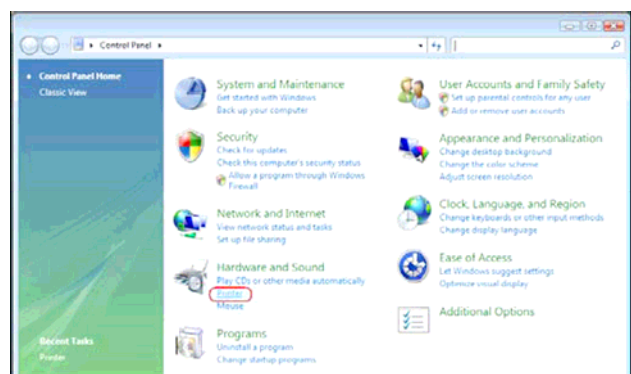 Control Panel
Control Panel Home
Classic View
System and Maintenance
Get started with Windows
Back up your computer
Security
Check for updates
Check this computer's security status
Allow a program through Windows
Firewall
Network and Internet
View network status and tasks
Set up file sharing
Hardware and Sound
Play CDs or other media automatically
Printer
Mouse
Programs
Uninstall a program
Change startup programs
User Accounts and Family Safety
Set up parental controls for any user
Add or remove user accounts
Appearance and Personalization
Change desktop background
Change the color scheme
Adjust screen resolution
Clock, Language, and Region
Change keyboards or other input methods
Change display language
Ease of Access
Let Windows suggest settings
Optimize visual display
Additional Options
Recent Tasks
Printer